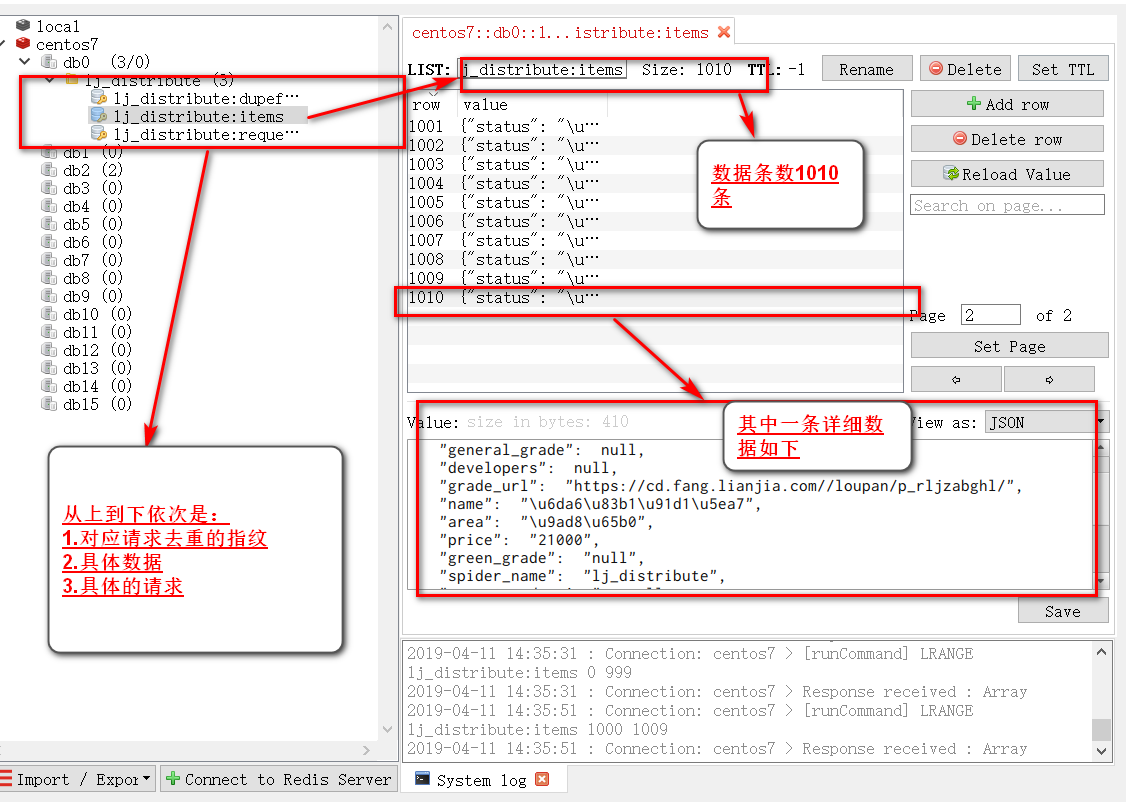 local
centos7
db0 (3/0)
lj_distribute (3)
lj_distribute:dupef…
lj_distribute:items
lj_distribute:reque…
db1 (0)
db2 (2)
db3 (0)
db4 (0)
db5 (0)
db6 (0)
db7 (0)
db8 (0)
db9 (0)
db10 (0)
db11 (0)
db12 (0)
db13 (0)
db14 (0)
db15 (0)
从上到下依次是：
1.对应请求去重的指纹
2.具体数据
3.具体的请求
Import / Expor
Connect to Redis Server
centos7::db0::l...istribute:items
LIST: j_distribute:items Size: 1010 TTL: -1 Rename Delete Set TTL
row value
1001 {"status": "\u…
1002 {"status": "\u…
1003 {"status": "\u…
1004 {"status": "\u…
1005 {"status": "\u…
1006 {"status": "\u…
1007 {"status": "\u…
1008 {"status": "\u…
1009 {"status": "\u…
1010 {"status": "\u…
数据条数1010
条
Add row
Delete row
Reload Value
Search on page...
Page 2 of 2
Set Page
Value: size in bytes: 410
其中一条详细数
据如下
View as: JSON
"general_grade": null,
"developers": null,
"grade_url": "https://cd.fang.lianjia.com//loupan/p_rljzabghl/",
"name": "\u6da6\u83b1\u91d1\u5ea7",
"area": "\u9ad8\u65b0",
"price": "21000",
"green_grade": "null",
"spider_name": "lj_distribute",
Save
2019-04-11 14:35:31 : Connection: centos7 > [runCommand] LRANGE
lj_distribute:items 0 999
2019-04-11 14:35:31 : Connection: centos7 > Response received : Array
2019-04-11 14:35:51 : Connection: centos7 > [runCommand] LRANGE
lj_distribute:items 1000 1009
2019-04-11 14:35:51 : Connection: centos7 > Response received : Array
System log